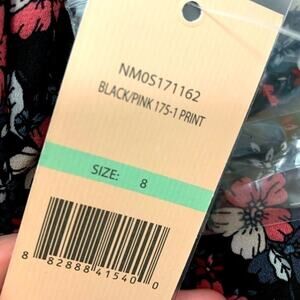 NM0S171162
BLACK/PINK 175-1 PRINT
SIZE: 8
8 82888 41540 0